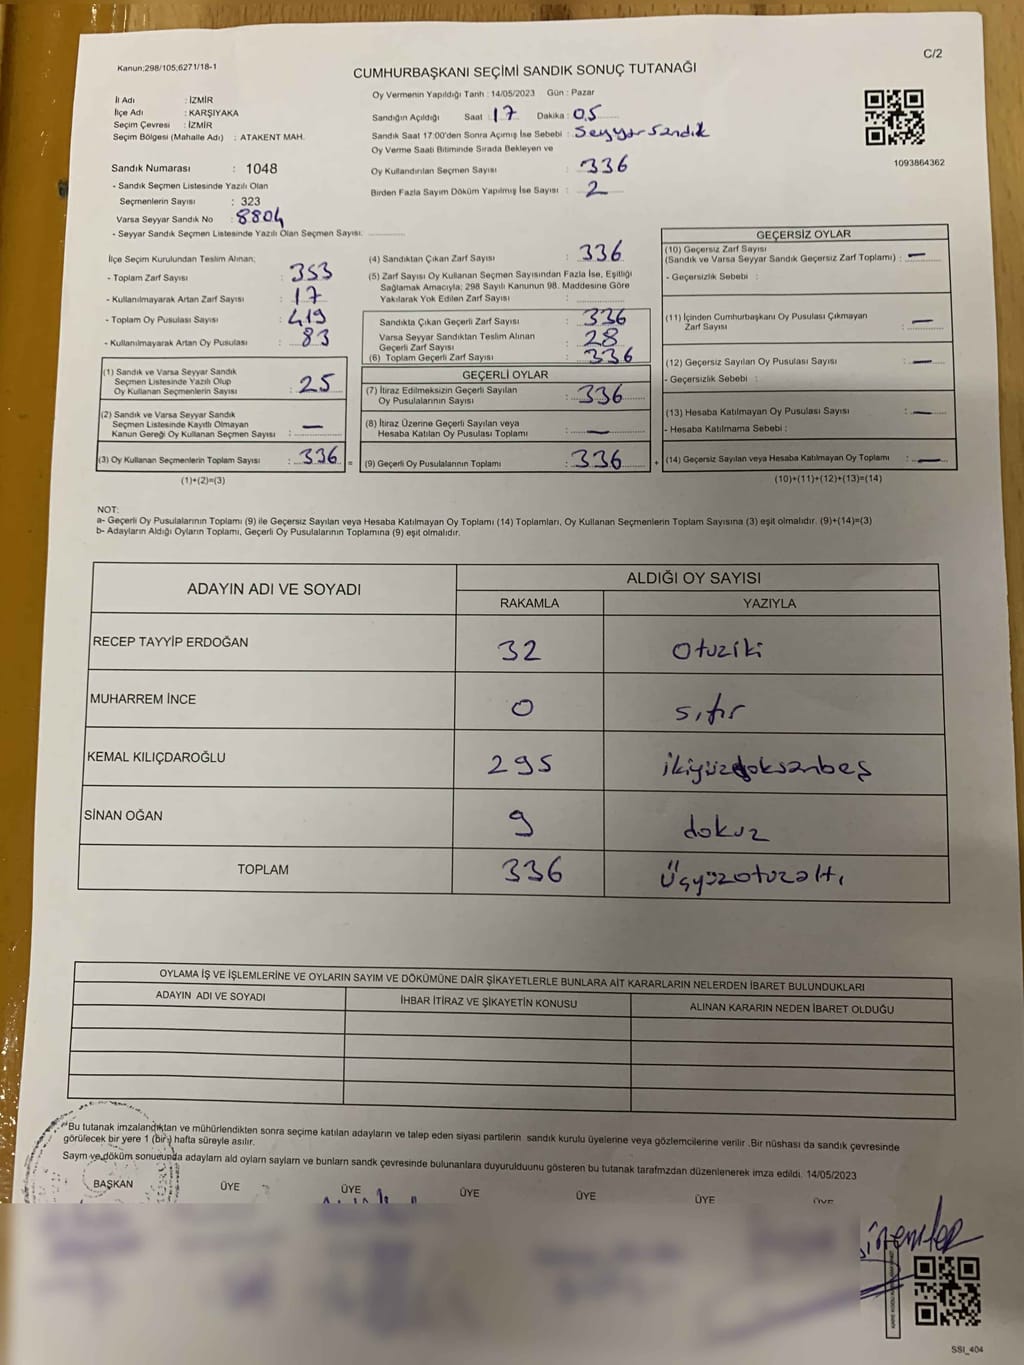 Kanun;298/105;6271/18-1
C/2
CUMHURBAŞKANI SEÇİMİ SANDIK SONUÇ TUTANAĞI
İl Adı : İZMİR
İlçe Adı : KARŞIYAKA
Seçim Çevresi : İZMİR
Seçim Bölgesi (Mahalle Adı) : ATAKENT MAH.
Oy Vermenin Yapıldığı Tarih : 14/05/2023 Gün : Pazar
Sandığın Açıldığı Saat : 17 Dakika : 05
Sandık Saat 17:00'den Sonra Açımış İse Sebebi : Seyyar Sandık
Oy Verme Saati Bitiminde Sırada Bekleyen ve
Oy Kullandırılan Seçmen Sayısı : 336
Birden Fazla Sayım Döküm Yapılmış İse Sayısı : 2
1093864362
Sandık Numarası : 1048
- Sandık Seçmen Listesinde Yazılı Olan
Seçmenlerin Sayısı : 323
Varsa Seyyar Sandık No : 8804
- Seyyar Sandık Seçmen Listesinde Yazılı Olan Seçmen Sayısı:
İlçe Seçim Kurulundan Teslim Alınan;
- Toplam Zarf Sayısı : 353
- Kullanılmayarak Artan Zarf Sayısı : 17
- Toplam Oy Pusulası Sayısı : 419
- Kullanılmayarak Artan Oy Pusulası : 83
(1) Sandık ve Varsa Seyyar Sandık
Seçmen Listesinde Yazılı Olup
Oy Kullanan Seçmenlerin Sayısı : 25
(2) Sandık ve Varsa Seyyar Sandık
Seçmen Listesinde Kayıtlı Olmayan
Kanun Gereği Oy Kullanan Seçmen Sayısı : —
(3) Oy Kullanan Seçmenlerin Toplam Sayısı : 336 =
(1)+(2)=(3)
(4) Sandıktan Çıkan Zarf Sayısı : 336
(5) Zarf Sayısı Oy Kullanan Seçmen Sayısından Fazla İse, Eşitliği
Sağlamak Amacıyla; 298 Sayılı Kanunun 98. Maddesine Göre
Yakılarak Yok Edilen Zarf Sayısı :
Sandıkta Çıkan Geçerli Zarf Sayısı : 336
Varsa Seyyar Sandıktan Teslim Alınan
Geçerli Zarf Sayısı : 28
(6) Toplam Geçerli Zarf Sayısı : 336
GEÇERLİ OYLAR
(7) İtiraz Edilmeksizin Geçerli Sayılan
Oy Pusulalarının Sayısı : 336
(8) İtiraz Üzerine Geçerli Sayılan veya
Hesaba Katılan Oy Pusulası Toplamı : —
(9) Geçerli Oy Pusulalarının Toplamı : 336 +
GEÇERSİZ OYLAR
(10) Geçersiz Zarf Sayısı
(Sandık ve Varsa Seyyar Sandık Geçersiz Zarf Toplamı) : —
- Geçersizlik Sebebi :
(11) İçinden Cumhurbaşkanı Oy Pusulası Çıkmayan
Zarf Sayısı : —
(12) Geçersiz Sayılan Oy Pusulası Sayısı : —
- Geçersizlik Sebebi :
(13) Hesaba Katılmayan Oy Pusulası Sayısı : —
- Hesaba Katılmama Sebebi :
(14) Geçersiz Sayılan veya Hesaba Katılmayan Oy Toplamı : —
(10)+(11)+(12)+(13)=(14)
NOT:
a- Geçerli Oy Pusulalarının Toplamı (9) ile Geçersiz Sayılan veya Hesaba Katılmayan Oy Toplamı (14) Toplamları, Oy Kullanan Seçmenlerin Toplam Sayısına (3) eşit olmalıdır. (9)+(14)=(3)
b- Adayların Aldığı Oyların Toplamı, Geçerli Oy Pusulalarının Toplamına (9) eşit olmalıdır.
ADAYIN ADI VE SOYADI
ALDIĞI OY SAYISI
RAKAMLA YAZIYLA
RECEP TAYYİP ERDOĞAN 32 otuziki
MUHARREM İNCE 0 sıfır
KEMAL KILIÇDAROĞLU 295 ikiyüzdoksanbeş
SİNAN OĞAN 9 dokuz
TOPLAM 336 üçyüzotuzaltı
OYLAMA İŞ VE İŞLEMLERİNE VE OYLARIN SAYIM VE DÖKÜMÜNE DAİR ŞİKAYETLERLE BUNLARA AİT KARARLARIN NELERDEN İBARET BULUNDUKLARI
ADAYIN ADI VE SOYADI İHBAR İTİRAZ VE ŞİKAYETİN KONUSU ALINAN KARARIN NEDEN İBARET OLDUĞU
"Bu tutanak imzalandıktan ve mühürlendikten sonra seçime katılan adayların ve talep eden siyasi partilerin sandık kurulu üyelerine veya gözlemcilerine verilir .Bir nüshası da sandık çevresinde
görülecek bir yere 1 (bir) hafta süreyle asılır.
Sayım ve döküm sonucunda adayların ald oyların sayları ve bunların sandk çevresinde bulunanlara duyurulduunu gösteren bu tutanak tarafmzdan düzenlenerek imza edildi. 14/05/2023
BAŞKAN ÜYE ÜYE ÜYE ÜYE ÜYE ÜYE
SSI_404